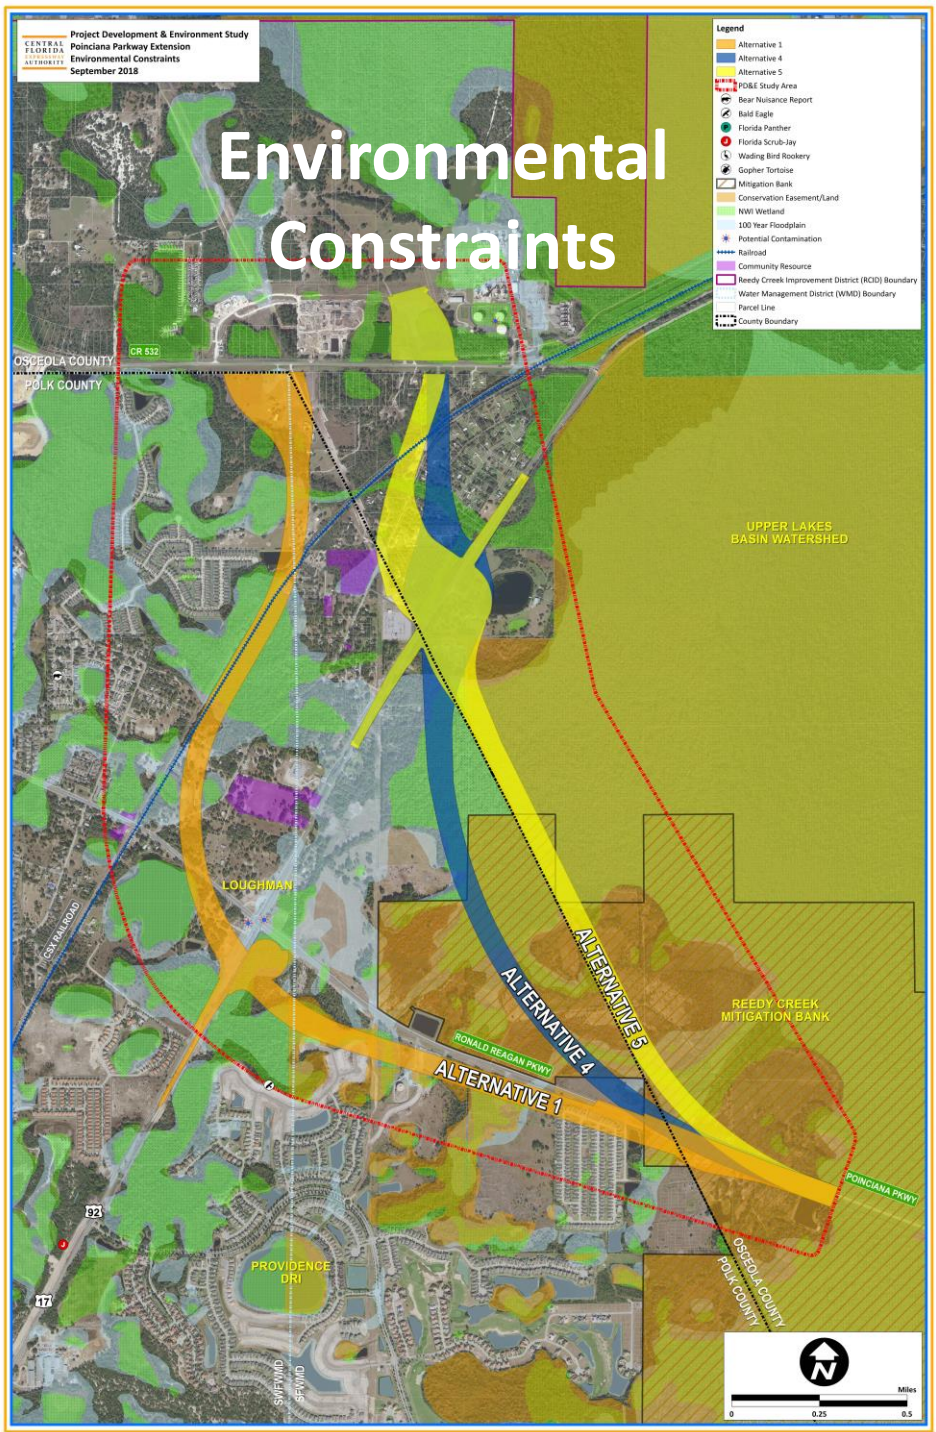 CENTRAL
FLORIDA
EXPRESSWAY
AUTHORITY
Project Development & Environment Study
Poinciana Parkway Extension
Environmental Constraints
September 2018
Environmental
Constraints
Legend
Alternative 1
Alternative 4
Alternative 5
PD&E Study Area
Bear Nuisance Report
Bald Eagle
Florida Panther
J
Florida Scrub-Jay
Wading Bird Rookery
Gopher Tortoise
Mitigation Bank
Conservation Easement/Land
NWI Wetland
100 Year Floodplain
Potential Contamination
Railroad
Community Resource
Reedy Ccreek Improvement District (RCID) Boundary
Water Management District (WMD) Boundary
Parcel Line
County Boundary
CR 532
OSCEOLA COUNTY
POLK COUNTY
UPPER LAKES
BASIN WATERSHED
LOUGHMAN
CSX RAILROAD
ALTERNATIVE 5
ALTERNATIVE 4
REEDY CREEK
MITIGATION BANK
RONALD REAGAN PKWY
ALTERNATIVE 1
POINCIANA PKWY
92
J
17
PROVIDENCE
DRI
OSCEOLA COUNTY
POLK COUNTY
SWFWMD
SFWMD
N
Miles
0 0.25 0.5